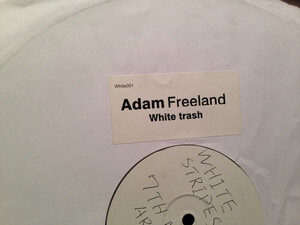 White001
Adam Freeland
White trash
WHITE
STRIPES
7TH